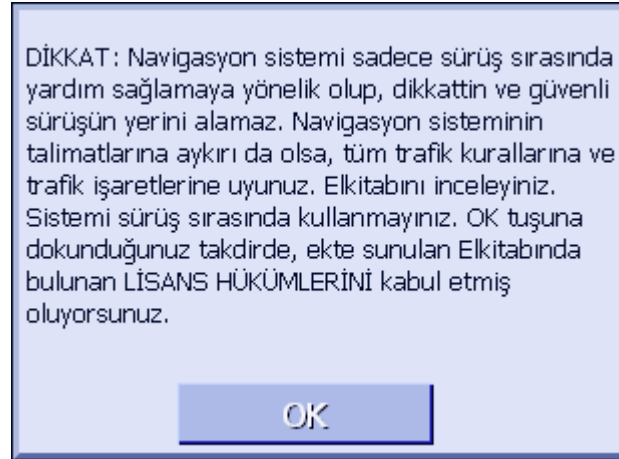 DİKKAT: Navigasyon sistemi sadece sürüş sırasında
yardım sağlamaya yönelik olup, dikkattin ve güvenli
sürüşün yerini alamaz. Navigasyon sisteminin
talimatlarına aykırı da olsa, tüm trafik kurallarına ve
trafik işaretlerine uyunuz. Elkitabını inceleyiniz.
Sistemi sürüş sırasında kullanmayınız. OK tuşuna
dokunduğunuz takdirde, ekte sunulan Elkitabında
bulunan LİSANS HÜKÜMLERİNİ kabul etmiş
oluyorsunuz.
OK